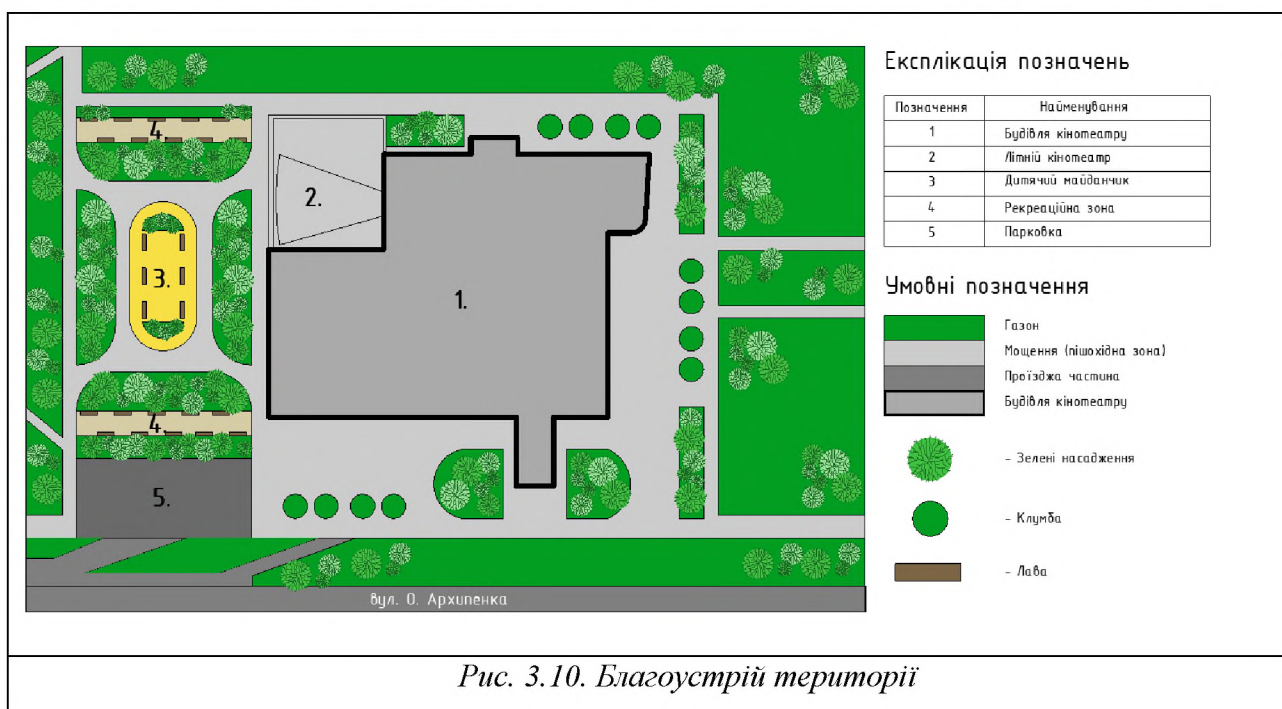 4
2.
3.
1.
4.
5.
вул. О. Архипенка
Експлікація позначень
Позначення Найменування
1 Будівля кінотеатру
2 Літній кінотеатр
3 Дитячий майданчик
4 Рекреаційна зона
5 Парковка
Умовні позначення
Газон
Мощення (пішохідна зона)
Проїзджа частина
Будівля кінотеатру
- Зелені насадження
- Клумба
- Лава
Рис. 3.10. Благоустрій території